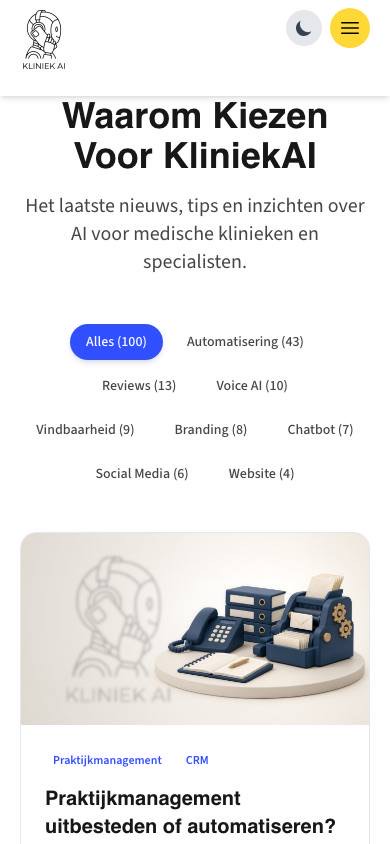 KLINIEK AI
Waarom Kiezen
Voor KliniekAI
Het laatste nieuws, tips en inzichten over
AI voor medische klinieken en
specialisten.
Alles (100)
Automatisering (43)
Reviews (13)
Voice AI (10)
Vindbaarheid (9)
Branding (8)
Chatbot (7)
Social Media (6)
Website (4)
KLINIEK AI
Praktijkmanagement
CRM
Praktijkmanagement
uitbesteden of automatiseren?